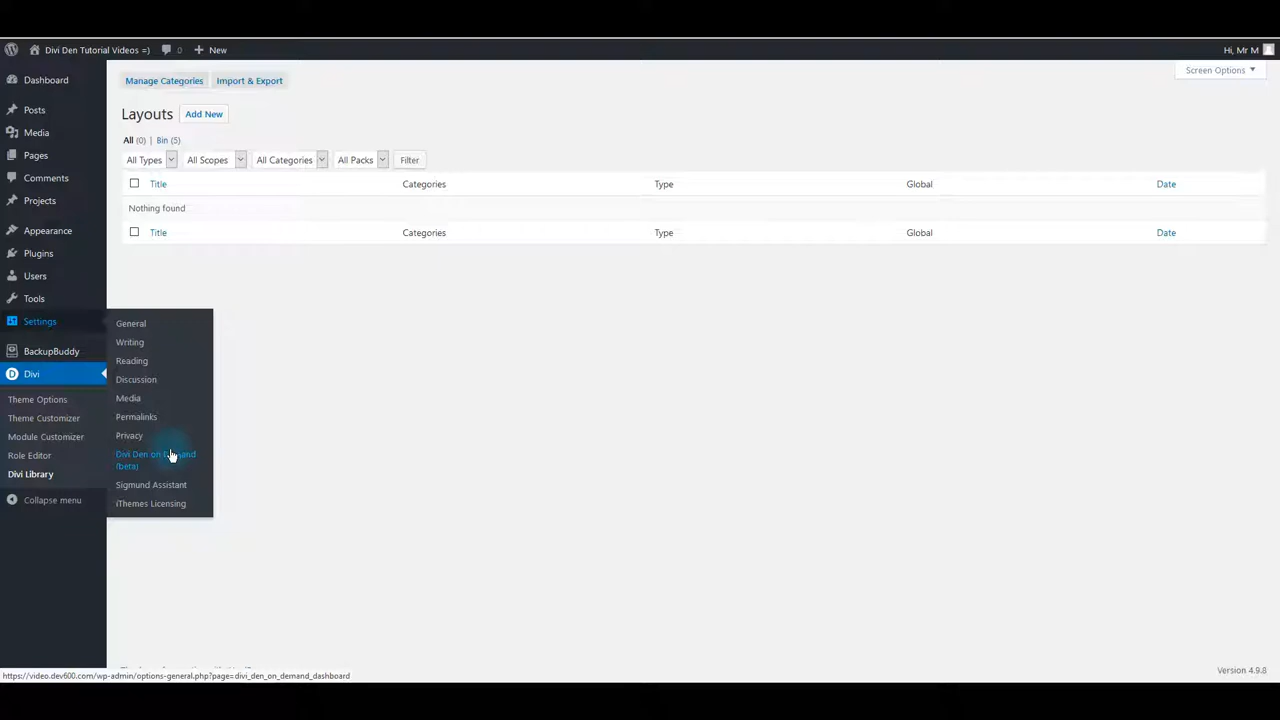 Divi Den Tutorial Videos =) 0 New Hi, Mr M
Screen Options
Dashboard
Posts
Media
Pages
Comments
Projects
Appearance
Plugins
Users
Tools
Settings
BackupBuddy
Divi
Theme Options
Theme Customizer
Module Customizer
Role Editor
Divi Library
Collapse menu
General
Writing
Reading
Discussion
Media
Permalinks
Privacy
Divi Den on Demand
(beta)
Sigmund Assistant
iThemes Licensing
Manage Categories Import & Export
Layouts Add New
All (0) | Bin (5)
All Types All Scopes All Categories All Packs Filter
Title Categories Type Global Date
Nothing found
Title Categories Type Global Date
https://video.dev600.com/wp-admin/options-general.php?page=divi_den_on_demand_dashboard
Version 4.9.8